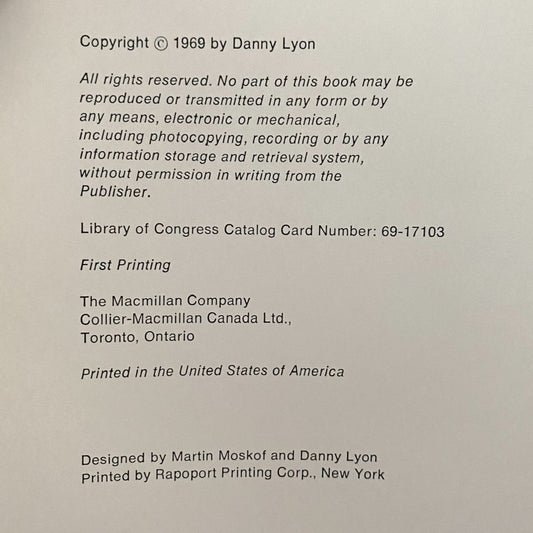 Copyright © 1969 by Danny Lyon
All rights reserved. No part of this book may be
reproduced or transmitted in any form or by
any means, electronic or mechanical,
including photocopying, recording or by any
information storage and retrieval system,
without permission in writing from the
Publisher.
Library of Congress Catalog Card Number: 69-17103
First Printing
The Macmillan Company
Collier-Macmillan Canada Ltd.,
Toronto, Ontario
Printed in the United States of America
Designed by Martin Moskof and Danny Lyon
Printed by Rapoport Printing Corp., New York